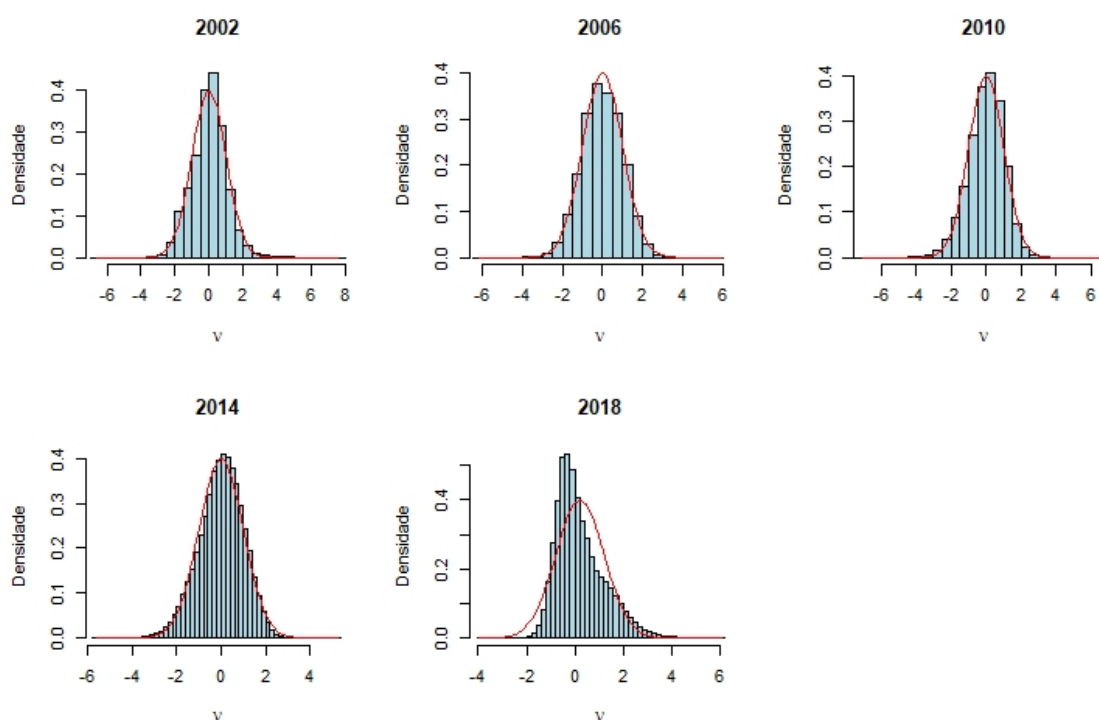 2002
Densidade
0.0 0.1 0.2 0.3 0.4
-6 -4 -2 0 2 4 6 8
v
2006
Densidade
0.0 0.1 0.2 0.3 0.4
-6 -4 -2 0 2 4 6
v
2010
Densidade
0.0 0.1 0.2 0.3 0.4
-6 -4 -2 0 2 4 6
v
2014
Densidade
0.0 0.1 0.2 0.3 0.4
-6 -4 -2 0 2 4
v
2018
Densidade
0.0 0.2 0.4
-4 -2 0 2 4 6
v